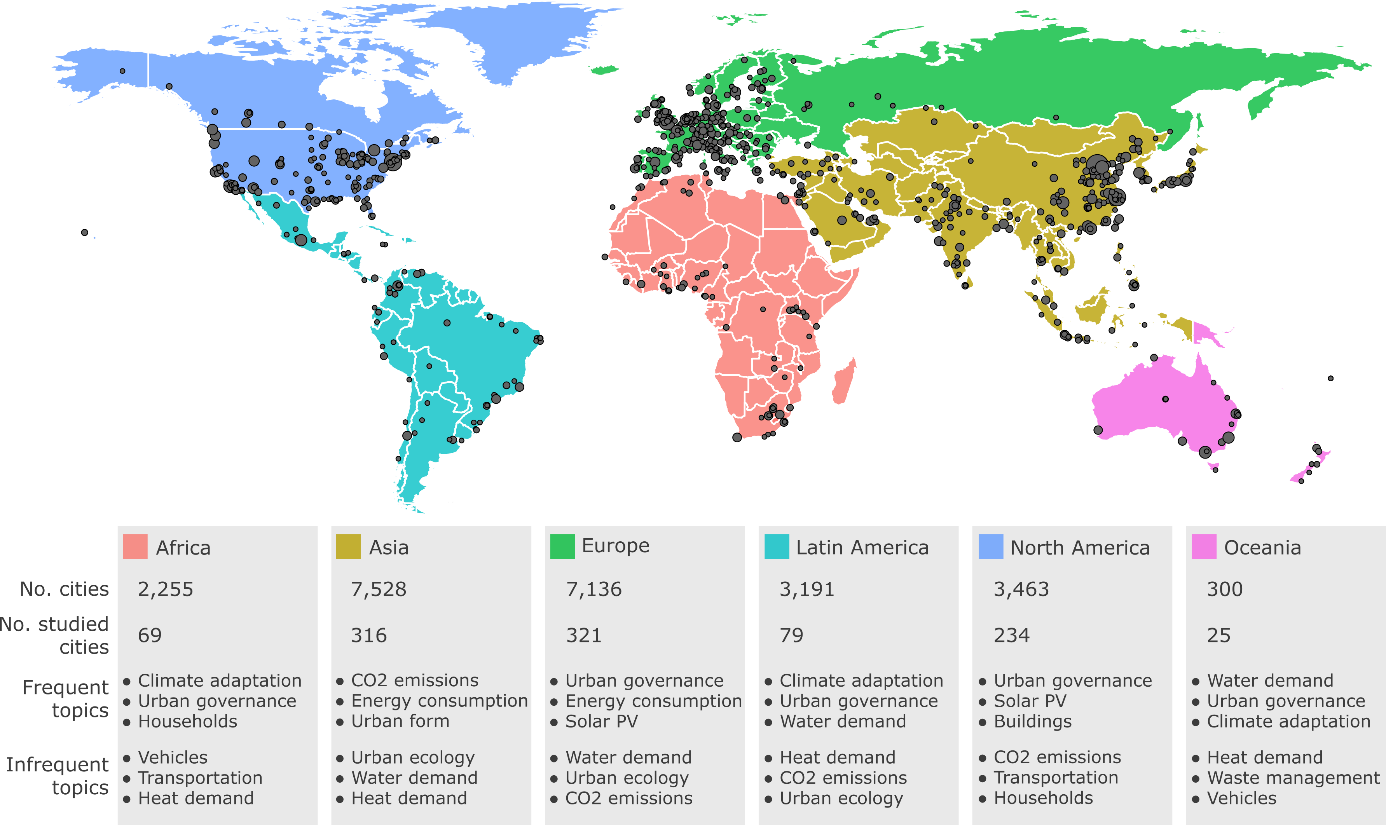 Africa
Asia
Europe
Latin America
North America
Oceania
No. cities
2,255
7,528
7,136
3,191
3,463
300
No. studied
cities
69
316
321
79
234
25
Frequent
topics
• Climate adaptation
• Urban governance
• Households
• CO2 emissions
• Energy consumption
• Urban form
• Urban governance
• Energy consumption
• Solar PV
• Climate adaptation
• Urban governance
• Water demand
• Urban governance
• Solar PV
• Buildings
• Water demand
• Urban governance
• Climate adaptation
Infrequent
topics
• Vehicles
• Transportation
• Heat demand
• Urban ecology
• Water demand
• Heat demand
• Water demand
• Urban ecology
• CO2 emissions
• Heat demand
• CO2 emissions
• Urban ecology
• CO2 emissions
• Transportation
• Households
• Heat demand
• Waste management
• Vehicles